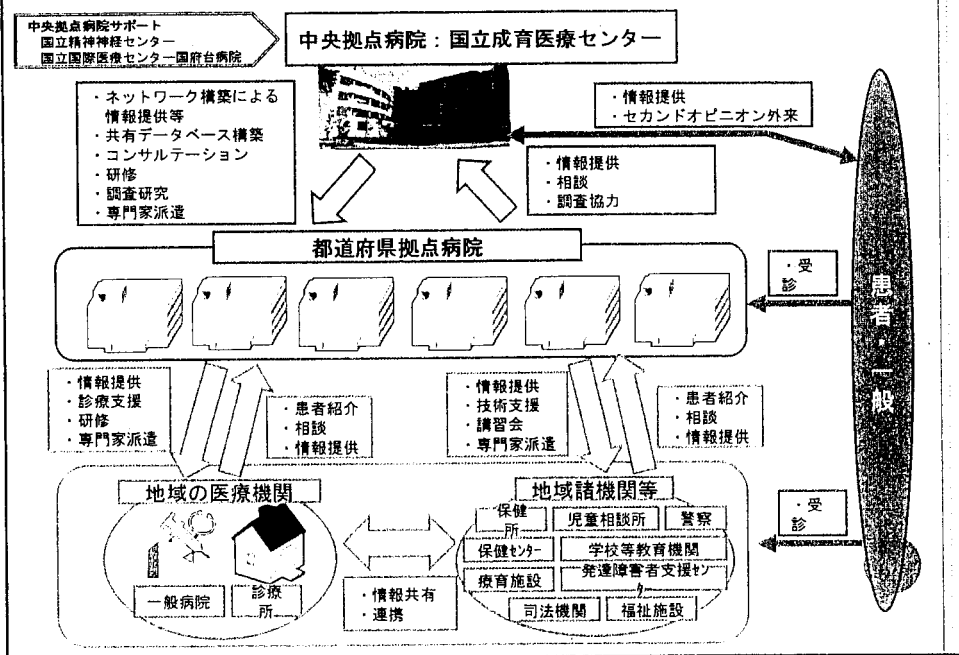 中央拠点病院サポート
国立精神神経センター
国立国際医療センター国府台病院
中央拠点病院：国立成育医療センター
・ネットワーク構築による
情報提供等
・共有データベース構築
・コンサルテーション
・研修
・調査研究
・専門家派遣
・情報提供
・セカンドオピニオン外来
・情報提供
・相談
・調査協力
都道府県拠点病院
・受
診
患者・一般
・情報提供
・診療支援
・研修
・専門家派遣
・患者紹介
・相談
・情報提供
・情報提供
・技術支援
・講習会
・専門家派遣
・患者紹介
・相談
・情報提供
地域の医療機関
一般病院
診療
所
・情報共有
・連携
地域諸機関等
保健
所
児童相談所
警察
保健センター
学校等教育機関
療育施設
発達障害者支援セン
タ
司法機関
福祉施設
・受
診